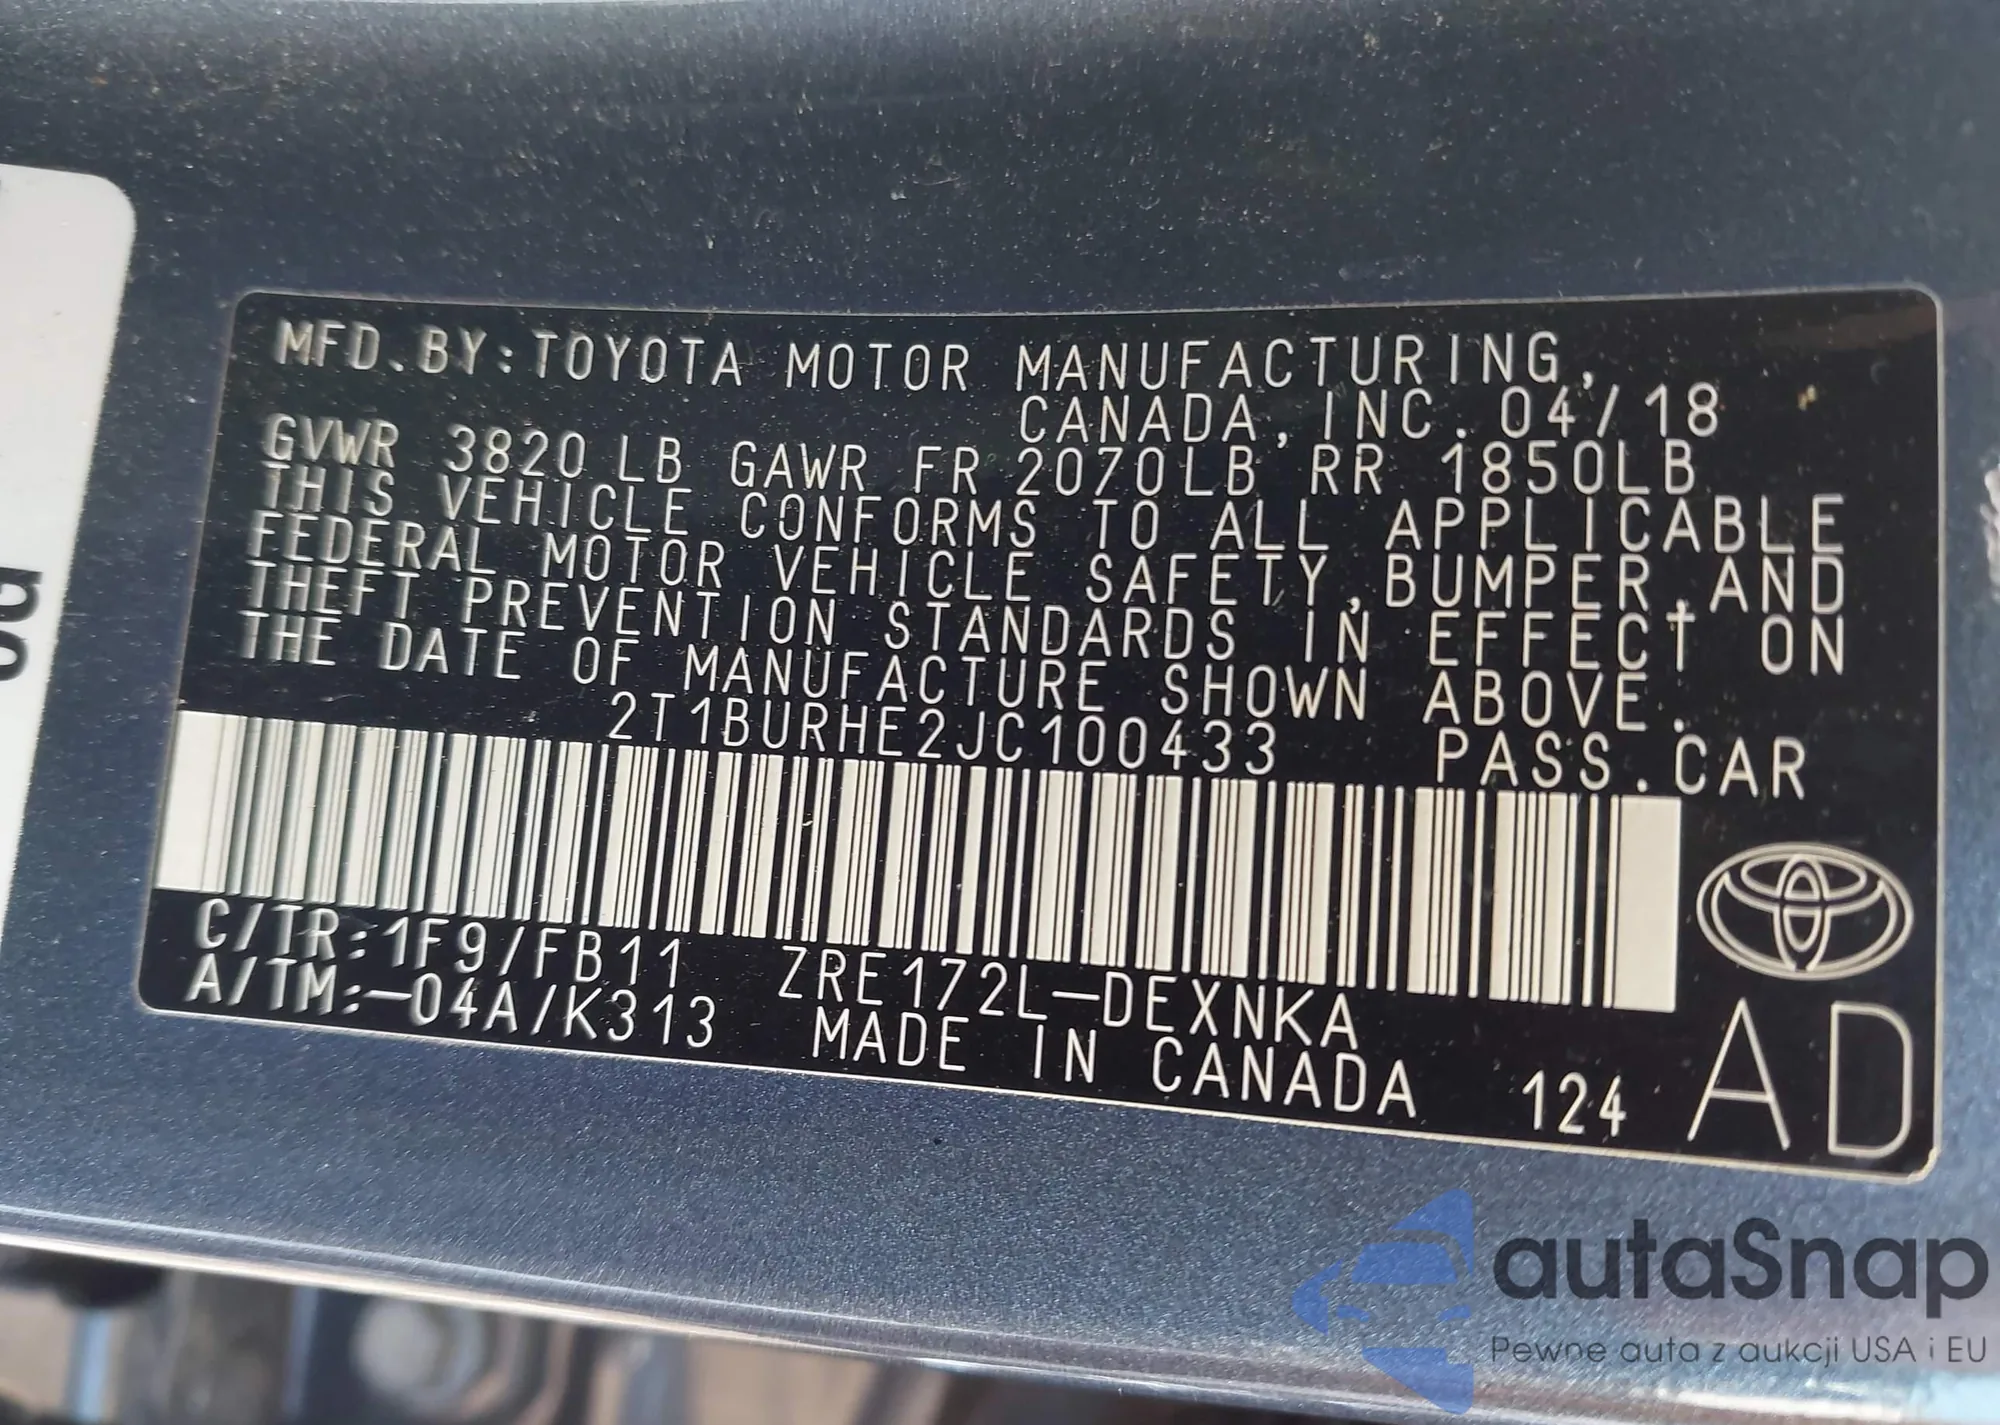 MFD.BY:TOYOTA MOTOR MANUFACTURING,
CANADA,INC. 04/18
GVWR 3820LB GAWR FR 2070LB RR 1850LB
THIS VEHICLE CONFORMS TO ALL APPLICABLE
FEDERAL MOTOR VEHICLE SAFETY,BUMPER,AND
THEFT PREVENTION STANDARDS IN EFFECT ON
THE DATE OF MANUFACTURE SHOWN ABOVE.
2T1BURHE2JC100433 PASS.CAR
C/TR:1F9/FB11 ZRE172L-DEXNKA
A/TM:-04A/K313 MADE IN CANADA 124
AD
autaSnap
Pewne auta z aukcji USA i EU